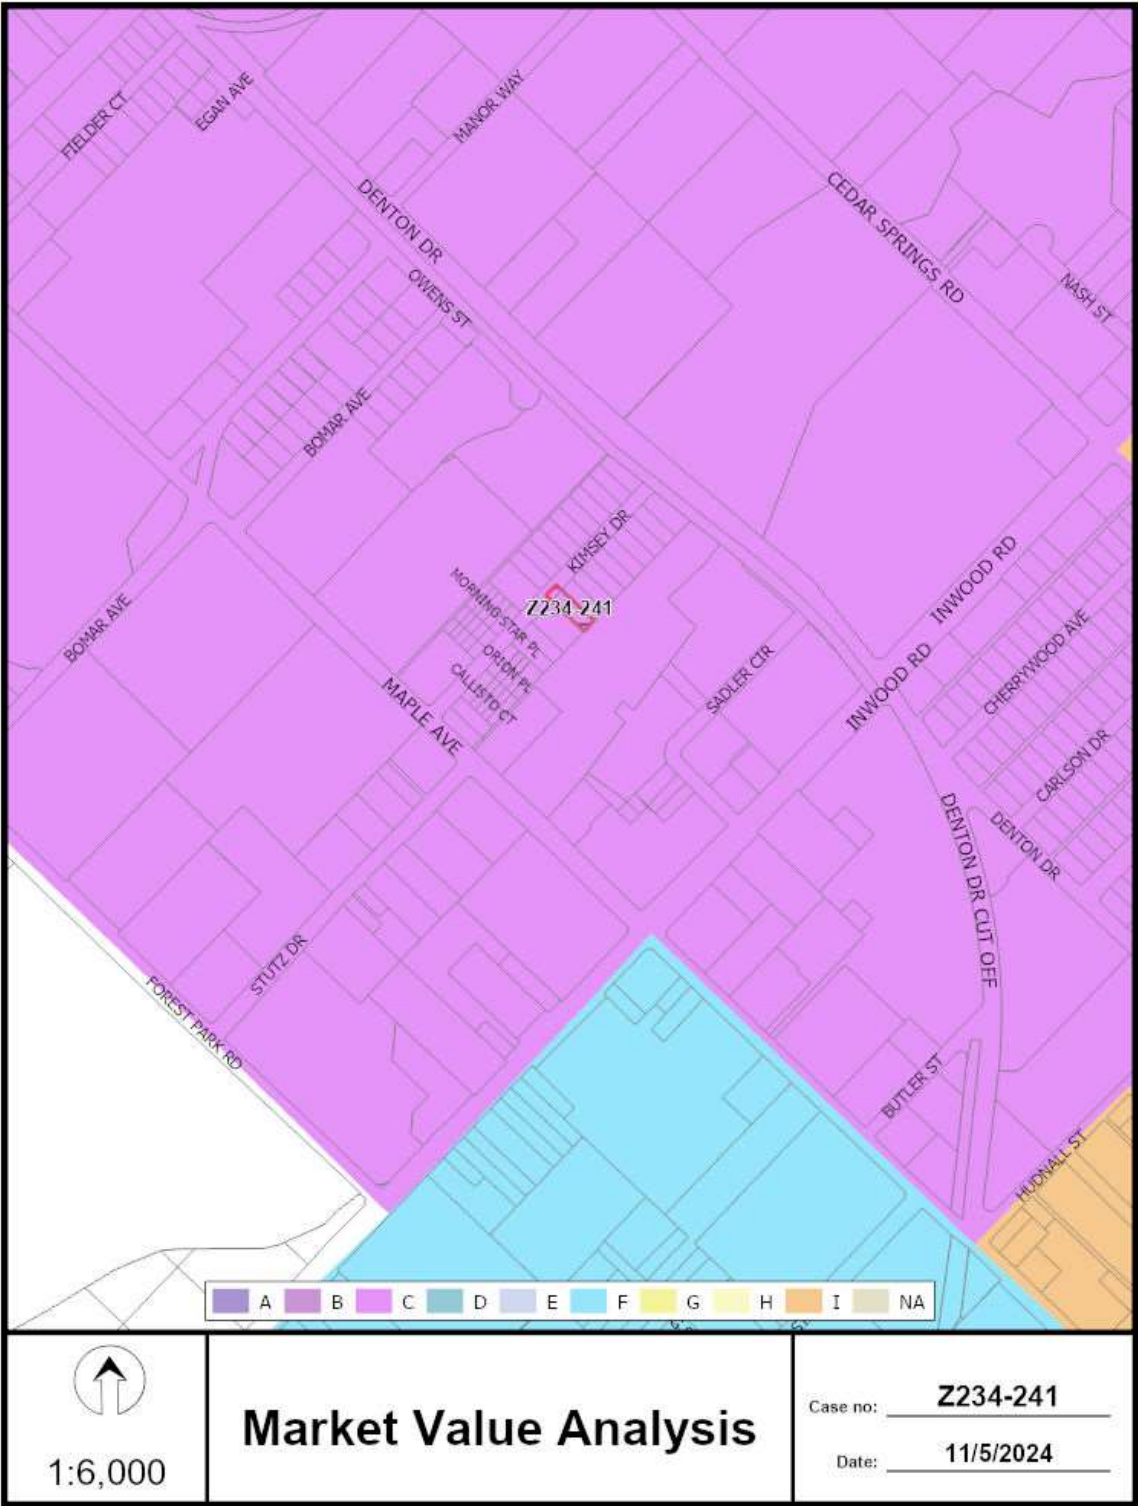 FIELDER CT
EGAN AVE
MANOR WAY
DENTON DR
CEDAR SPRINGS RD
OWENS ST
NASH ST
BOMAR AVE
KIMSEY DR
INWOOD RD
MORNING STAR PL
Z234-241
BOMAR AVE
ORION PL
CHERRYWOOD AVE
SADLER CIR
INWOOD RD
CALLISTO CT
MAPLE AVE
CARLSON DR
DENTON DR
DENTON DR CUT OFF
STUTZ DR
FOREST PARK RD
BUTLER ST
HUDNALL ST
A B C D E F G H I NA
1:6,000
Market Value Analysis
Case no: Z234-241
Date: 11/5/2024